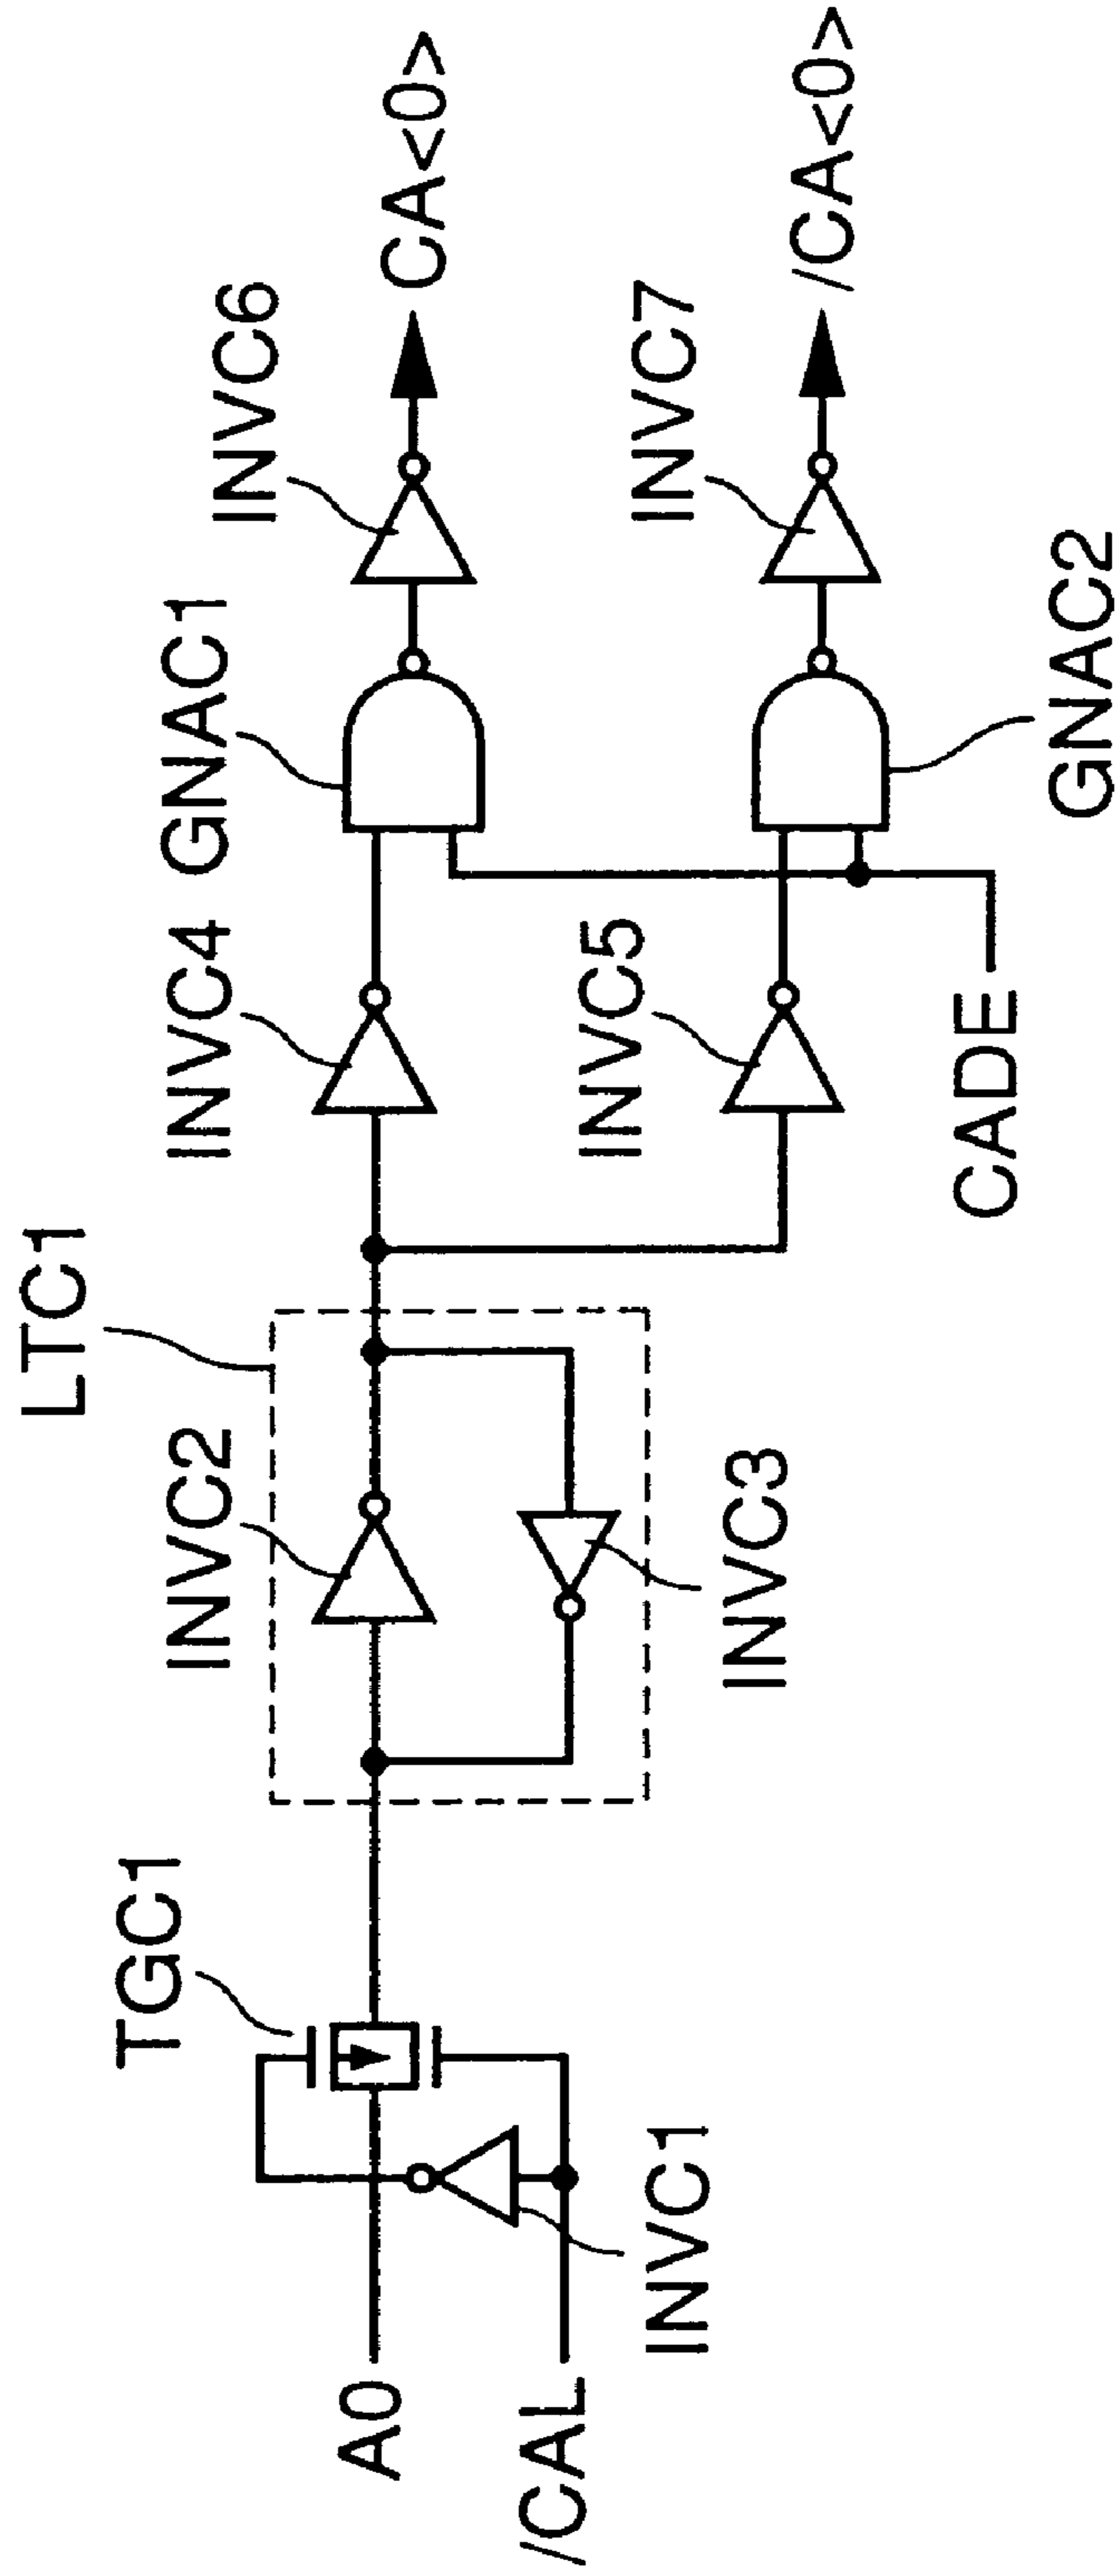 LTC1
TGC1
INVC2
INVC4
GNAC1
INVC6
A0
CA<0>
/CAL
INVC1
INVC3
INVC5
INVC7
/CA<0>
CADE
GNAC2